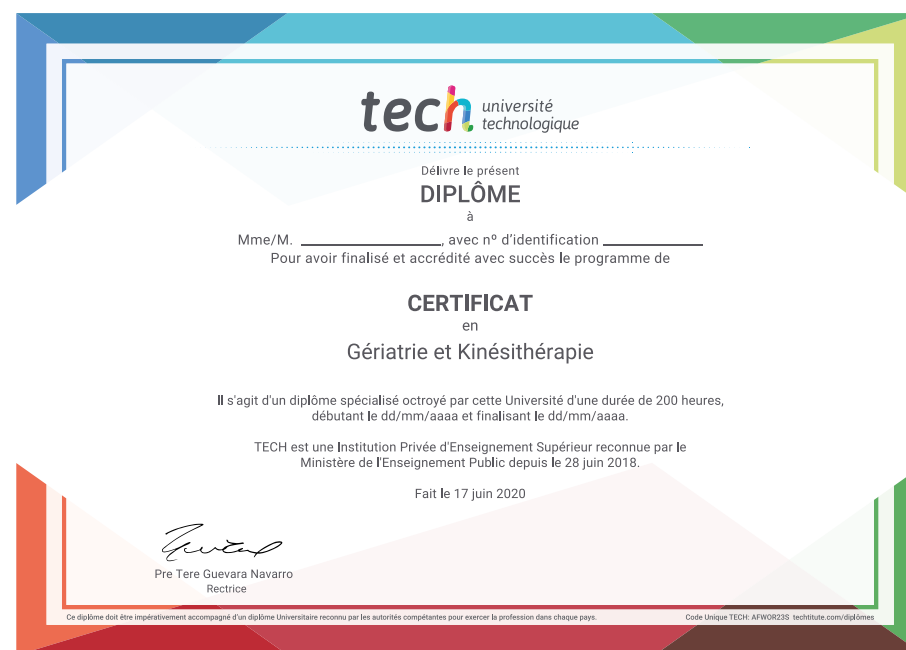 tech université
technologique
Délivre le présent
DIPLÔME
à
Mme/M. ____________________, avec nº d'identification ______________
Pour avoir finalisé et accrédité avec succès le programme de
CERTIFICAT
en
Gériatrie et Kinésithérapie
Il s'agit d'un diplôme spécialisé octroyé par cette Université d'une durée de 200 heures,
débutant le dd/mm/aaaa et finalisant le dd/mm/aaaa.
TECH est une Institution Privée d'Enseignement Supérieur reconnue par le
Ministère de l'Enseignement Public depuis le 28 juin 2018.
Fait le 17 juin 2020
Pre Tere Guevara Navarro
Rectrice
Ce diplôme doit être impérativement accompagné d'un diplôme Universitaire reconnu par les autorités compétentes pour exercer la profession dans chaque pays.
Code Unique TECH: AFWOR23S techtitute.com/diplômes